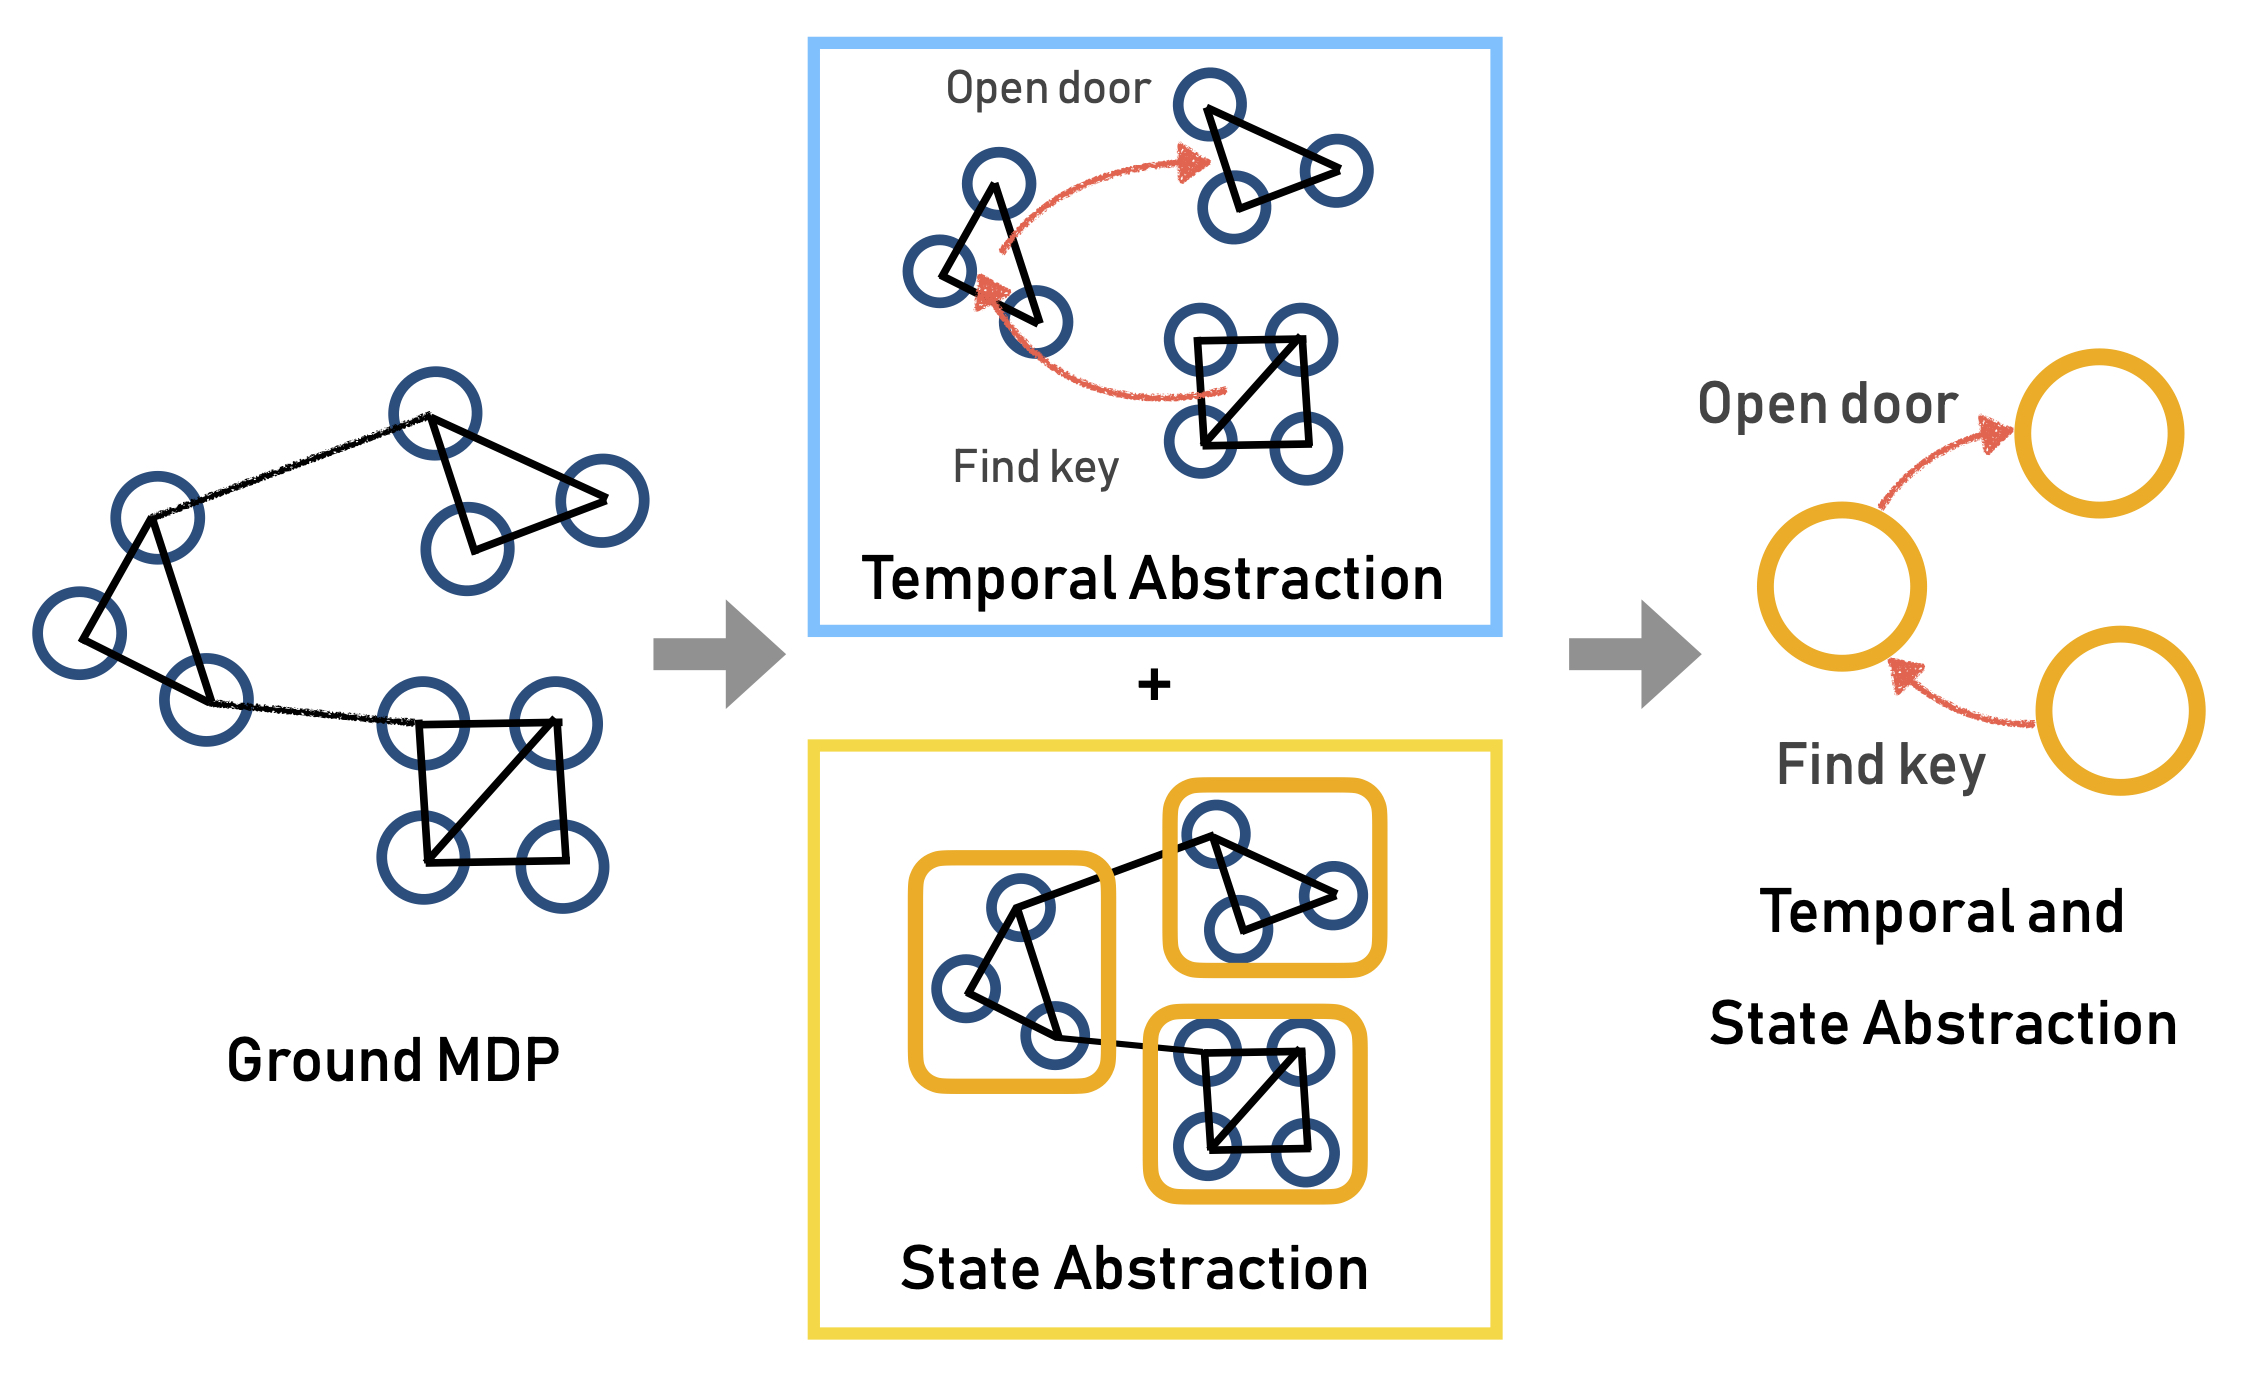 Ground MDP
Open door
Find key
Temporal Abstraction
+
State Abstraction
Open door
Find key
Temporal and
State Abstraction